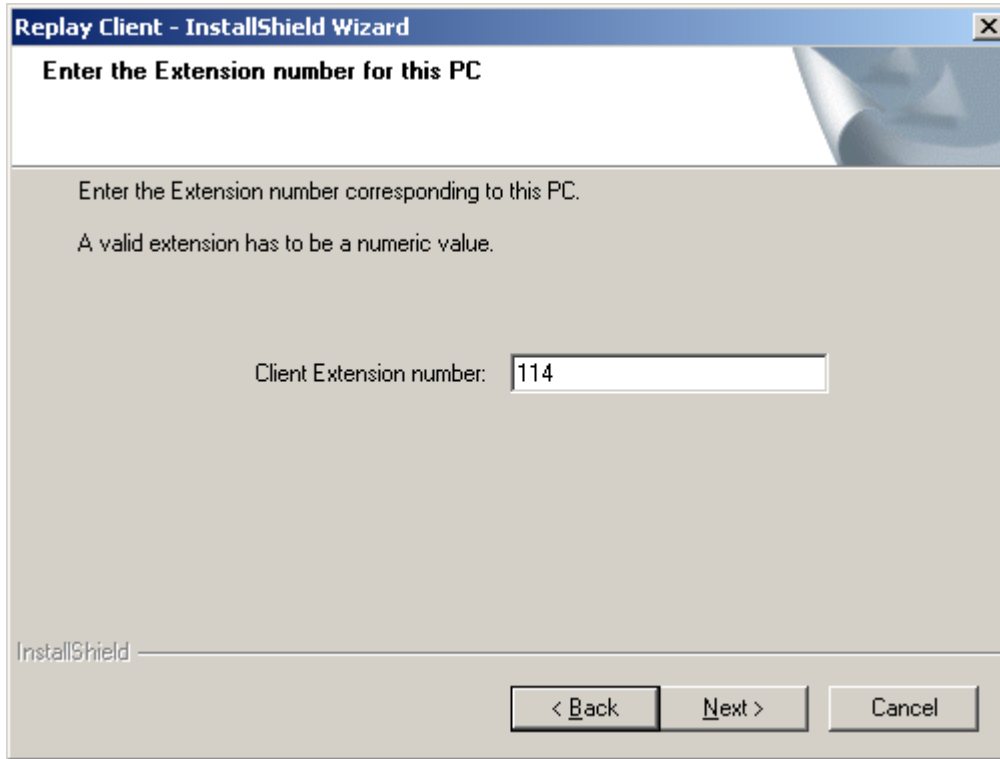 Replay Client - InstallShield Wizard
Enter the Extension number for this PC
Enter the Extension number corresponding to this PC.
A valid extension has to be a numeric value.
Client Extension number: 114
InstallShield
< Back Next > Cancel